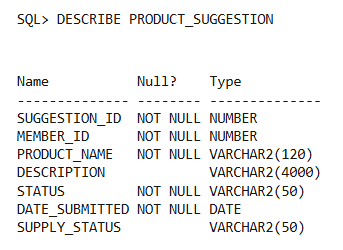 SQL> DESCRIBE PRODUCT_SUGGESTION
Name           Null?    Type
-------------- -------- --------------
SUGGESTION_ID  NOT NULL NUMBER
MEMBER_ID      NOT NULL NUMBER
PRODUCT_NAME   NOT NULL VARCHAR2(120)
DESCRIPTION             VARCHAR2(4000)
STATUS         NOT NULL VARCHAR2(50)
DATE_SUBMITTED NOT NULL DATE
SUPPLY_STATUS           VARCHAR2(50)